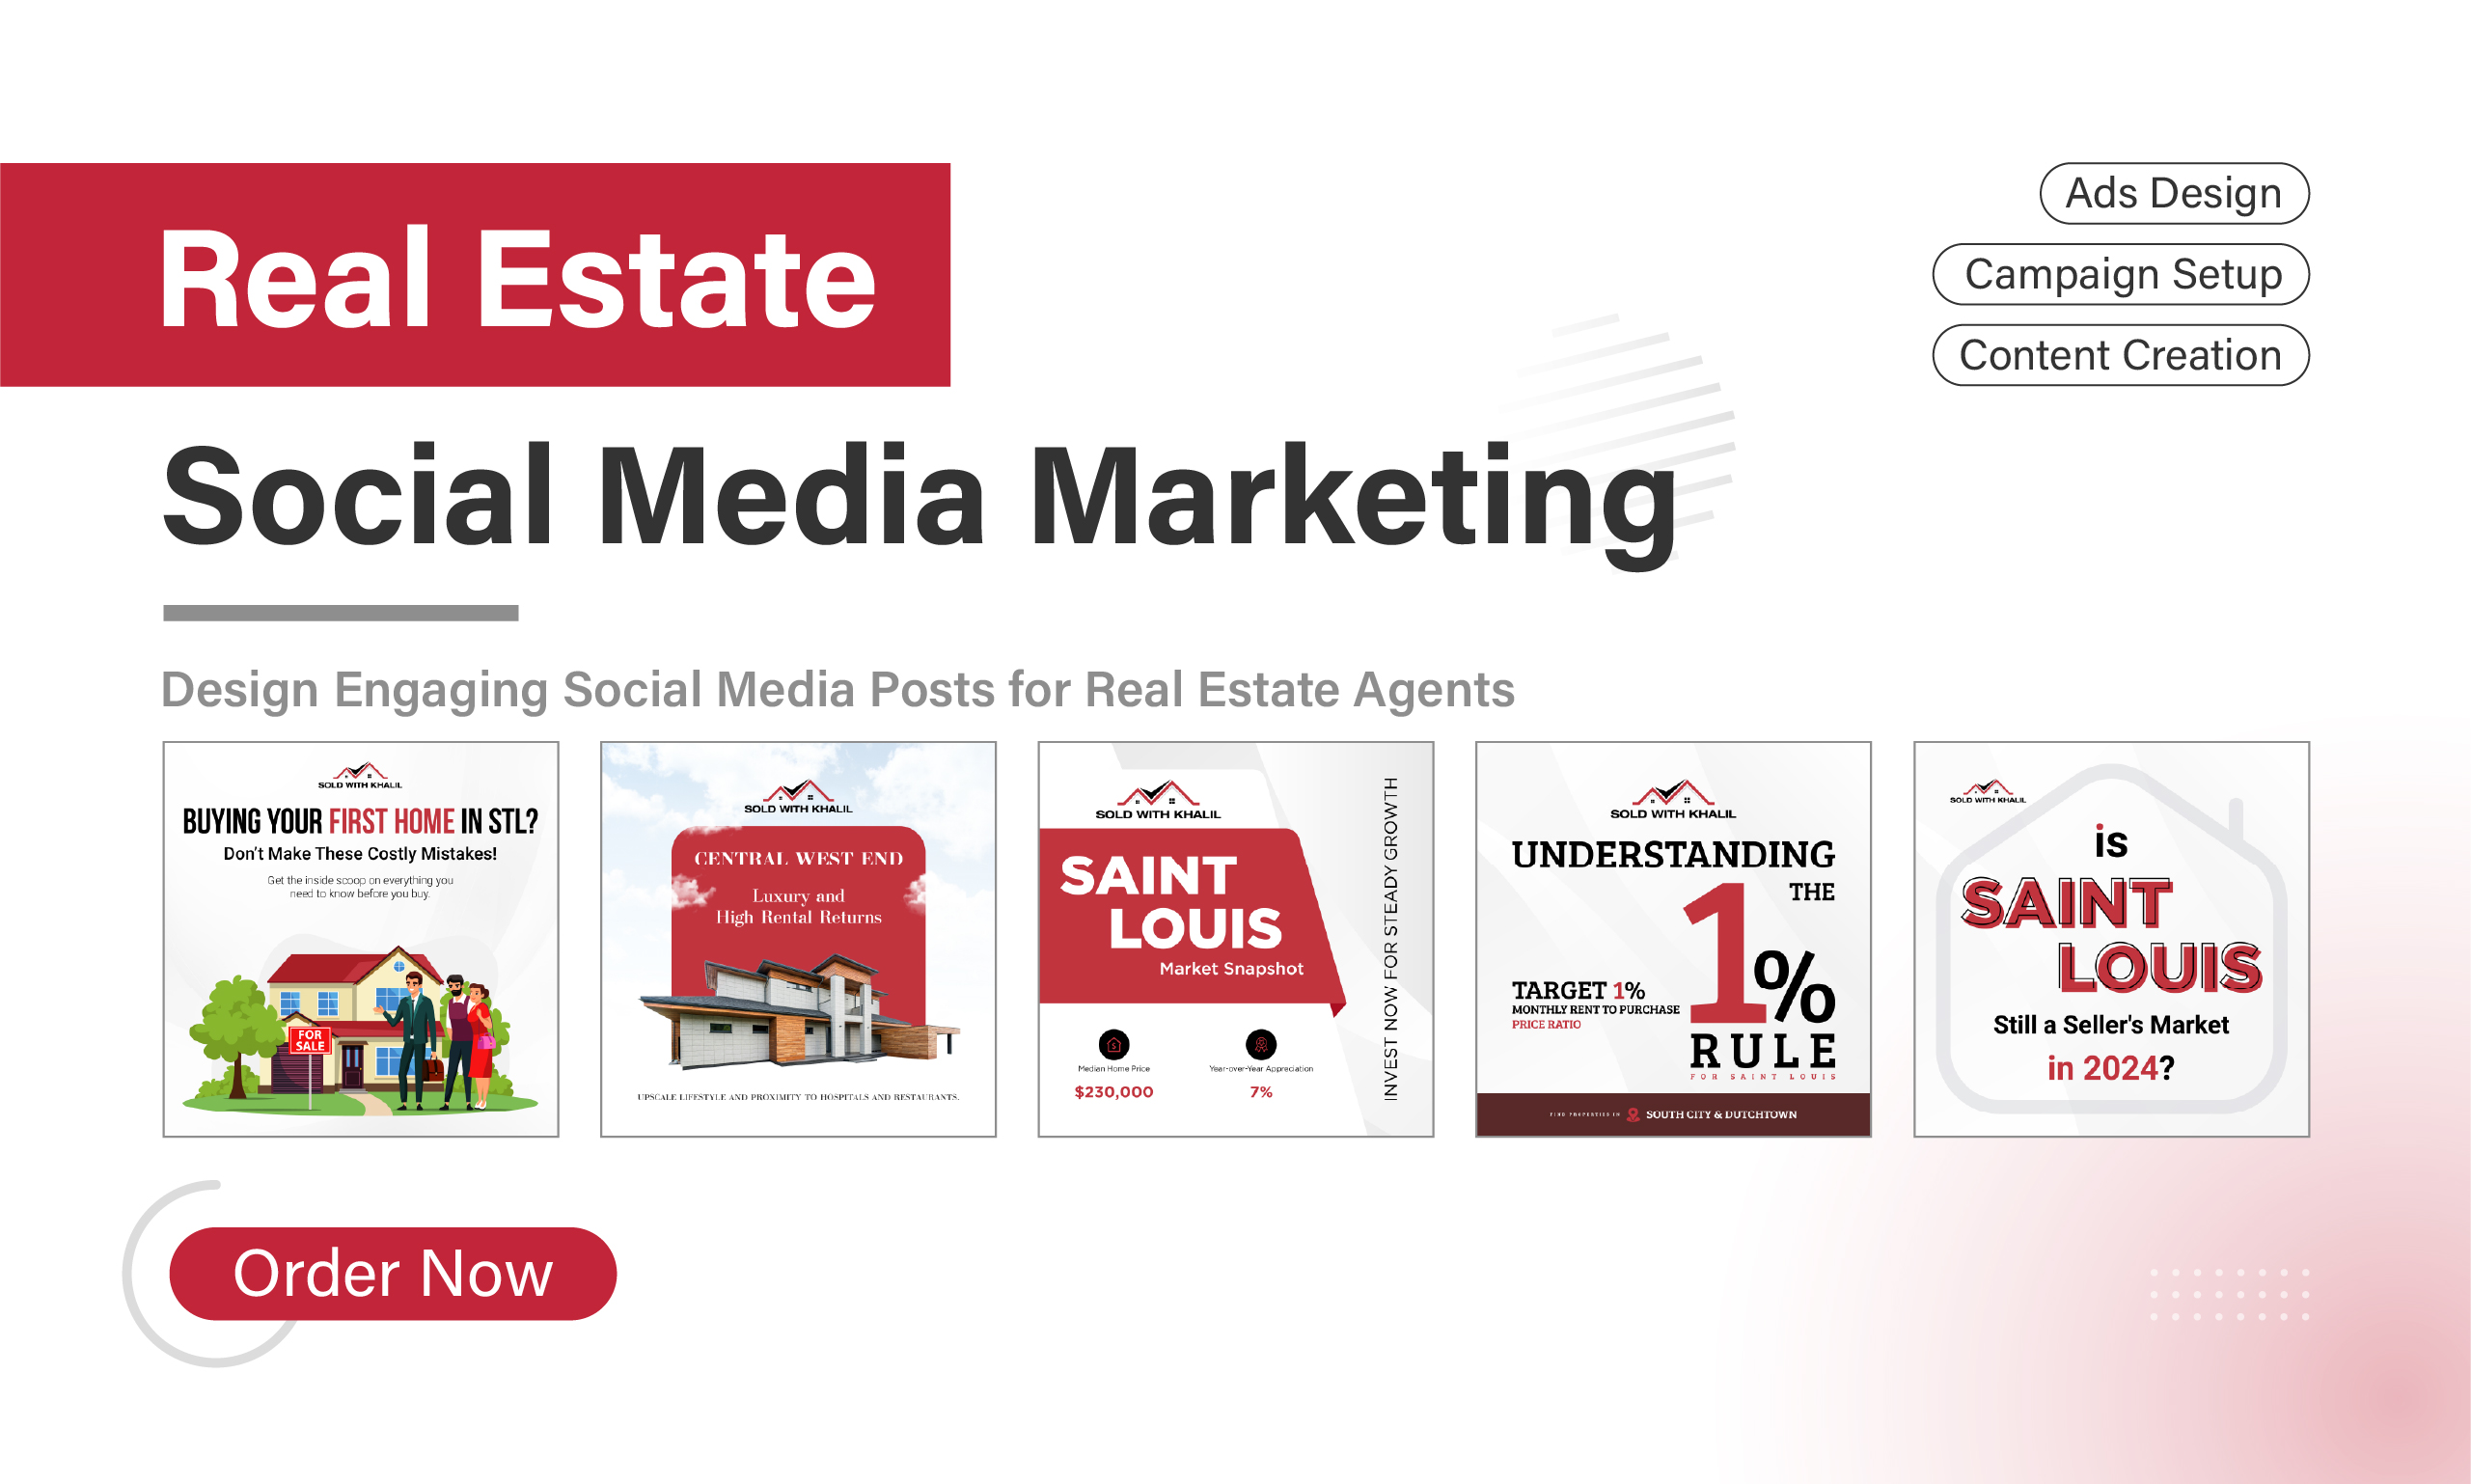 Real Estate
Ads Design
Campaign Setup
Content Creation
Social Media Marketing
Design Engaging Social Media Posts for Real Estate Agents
SOLD WITH KHALIL
BUYING YOUR FIRST HOME IN STL?
Don't Make These Costly Mistakes!
Get the inside scoop on everything you
need to know before you buy.
FOR
SALE
SOLD WITH KHALIL
CENTRAL WEST END
Luxury and
High Rental Returns
UPSCALE LIFESTYLE AND PROXIMITY TO HOSPITALS AND RESTAURANTS.
SOLD WITH KHALIL
SAINT
LOUIS
Market Snapshot
Median Home Price
$230,000
Year-over-Year Appreciation
7%
INVEST NOW FOR STEADY GROWTH
SOLD WITH KHALIL
UNDERSTANDING
THE
1%
RULE
FOR SAINT LOUIS
TARGET 1%
MONTHLY RENT TO PURCHASE
PRICE RATIO
FIND PROPERTIES IN
SOUTH CITY & DUTCHTOWN
SOLD WITH KHALIL
is
SAINT
LOUIS
Still a Seller's Market
in 2024?
Order Now